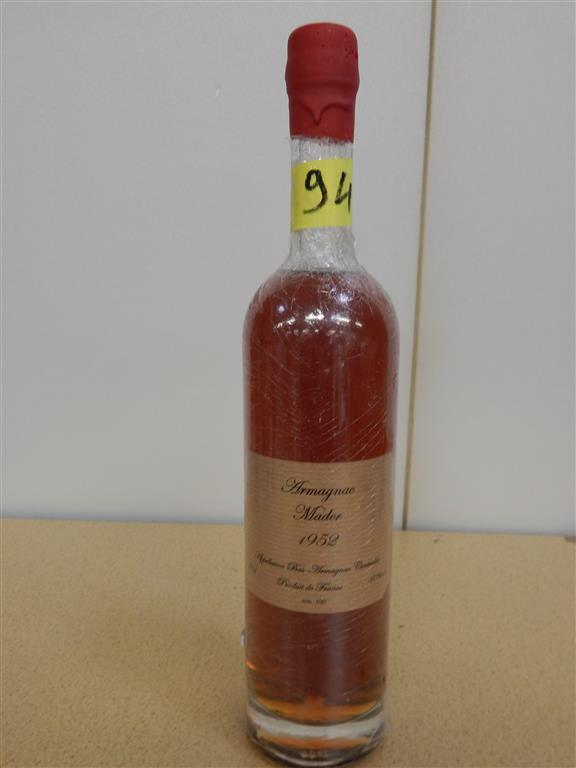 94
Armagnac
Mader
1952
Appellation Bas-Armagnac Contrôlée
Produit de France